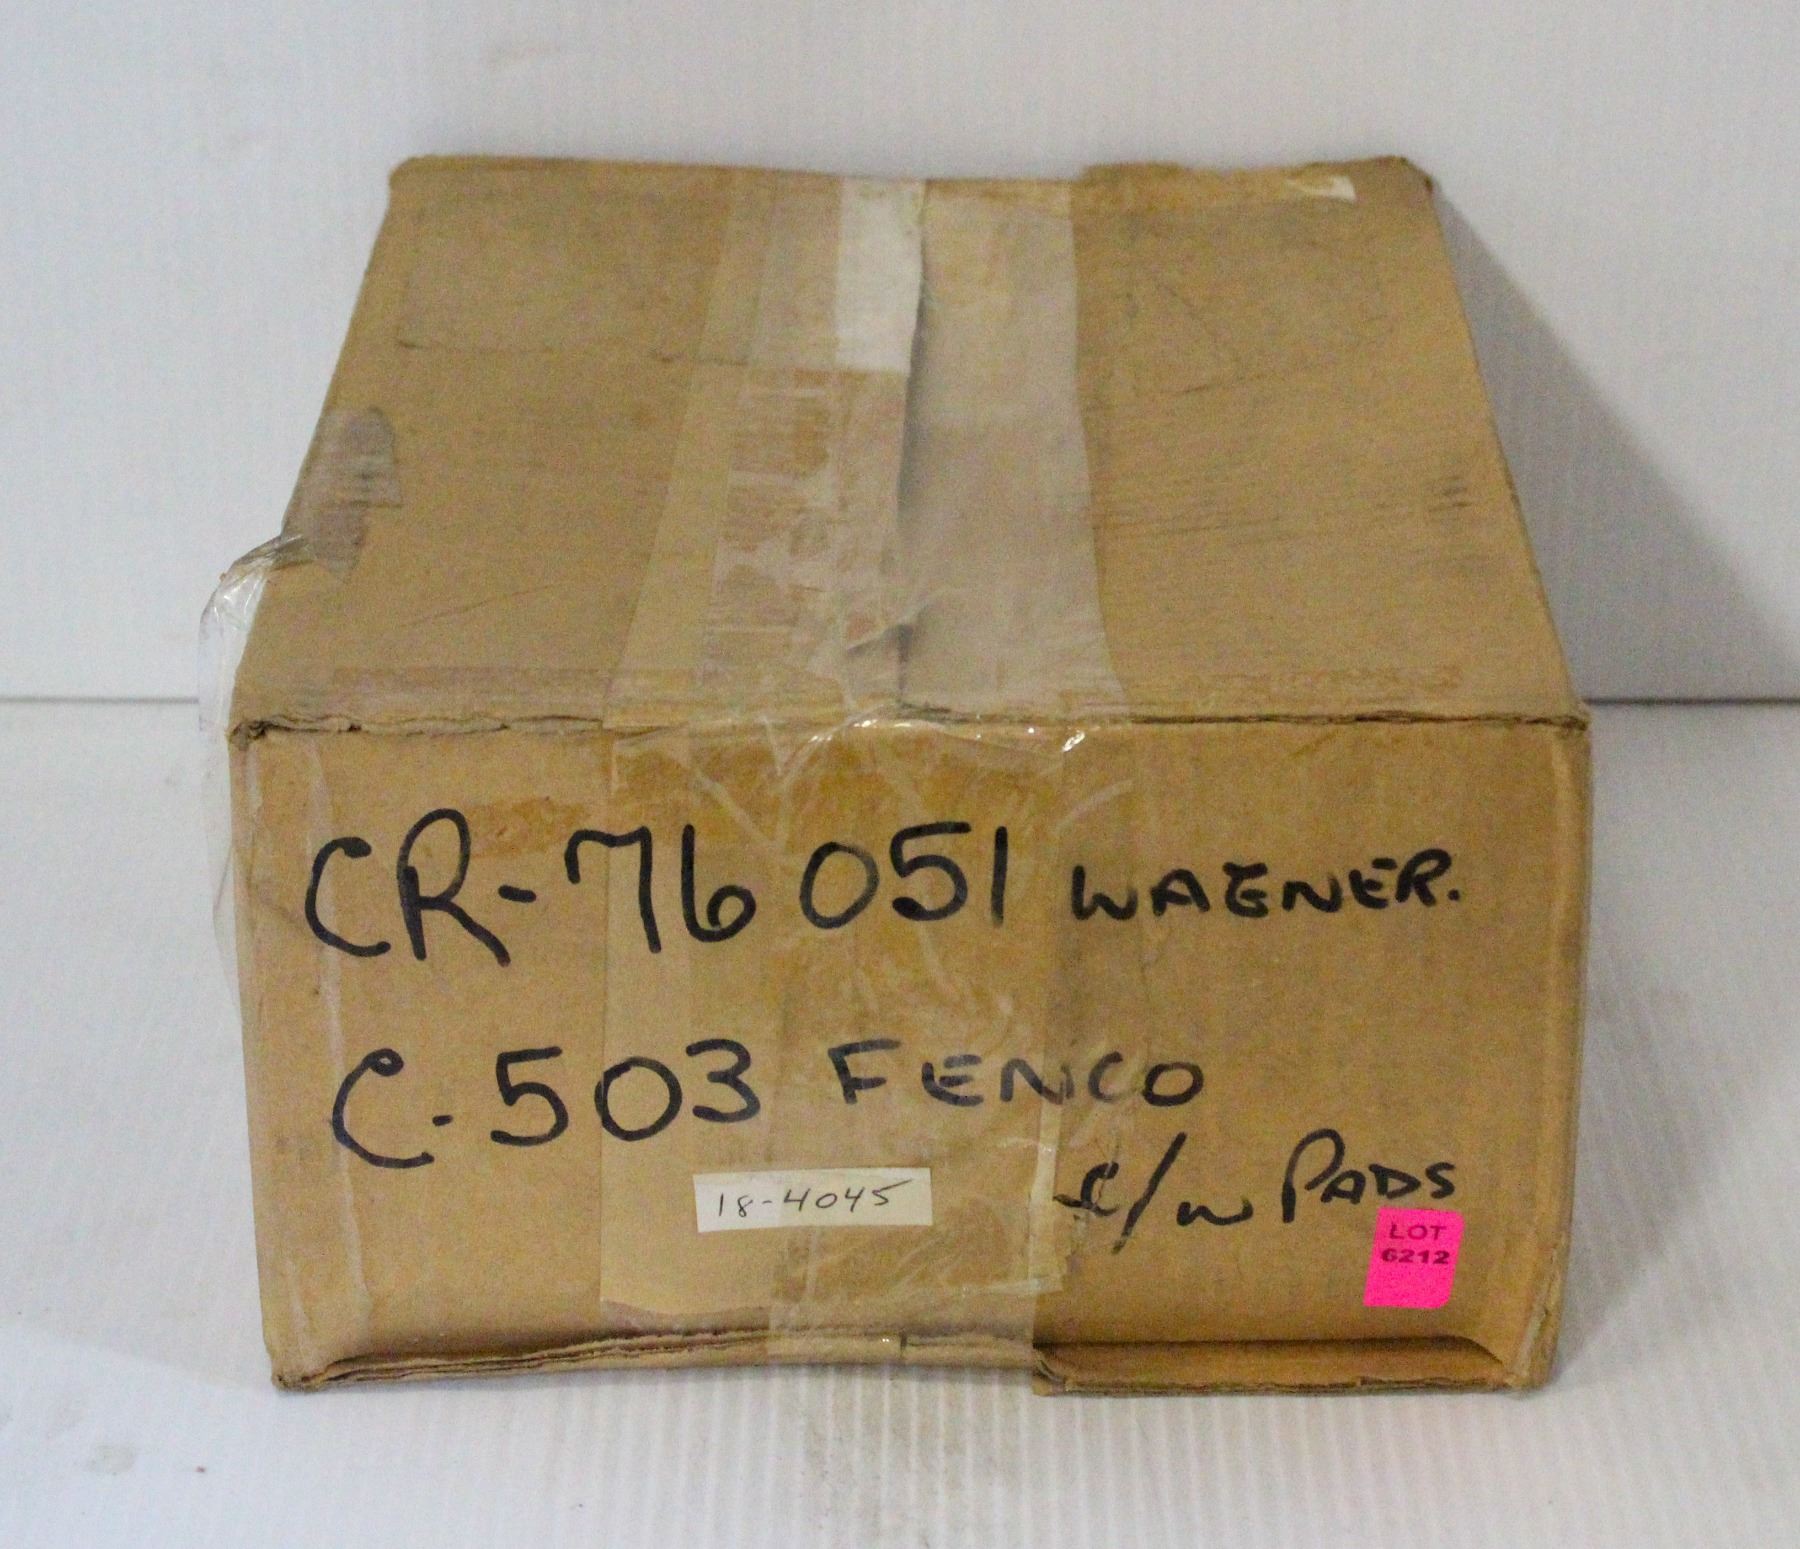 CR-76051 WAGNER.
C-503 FENCO
c/w PADS
18-4045
LOT
6212